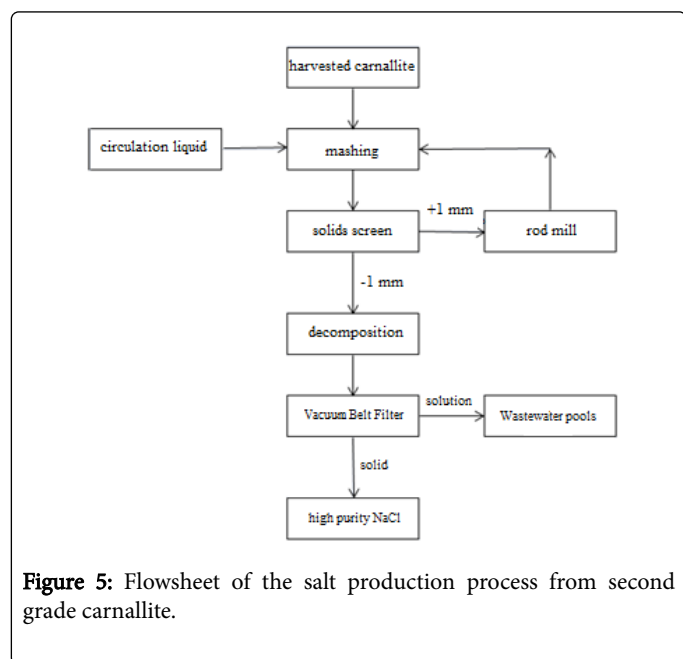 harvested carnallite
circulation liquid
mashing
+1 mm
solids screen
rod mill
-1 mm
decomposition
Vacuum Belt Filter
solution
Wastewater pools
solid
high purity NaCl
Figure 5: Flowsheet of the salt production process from second
grade carnallite.